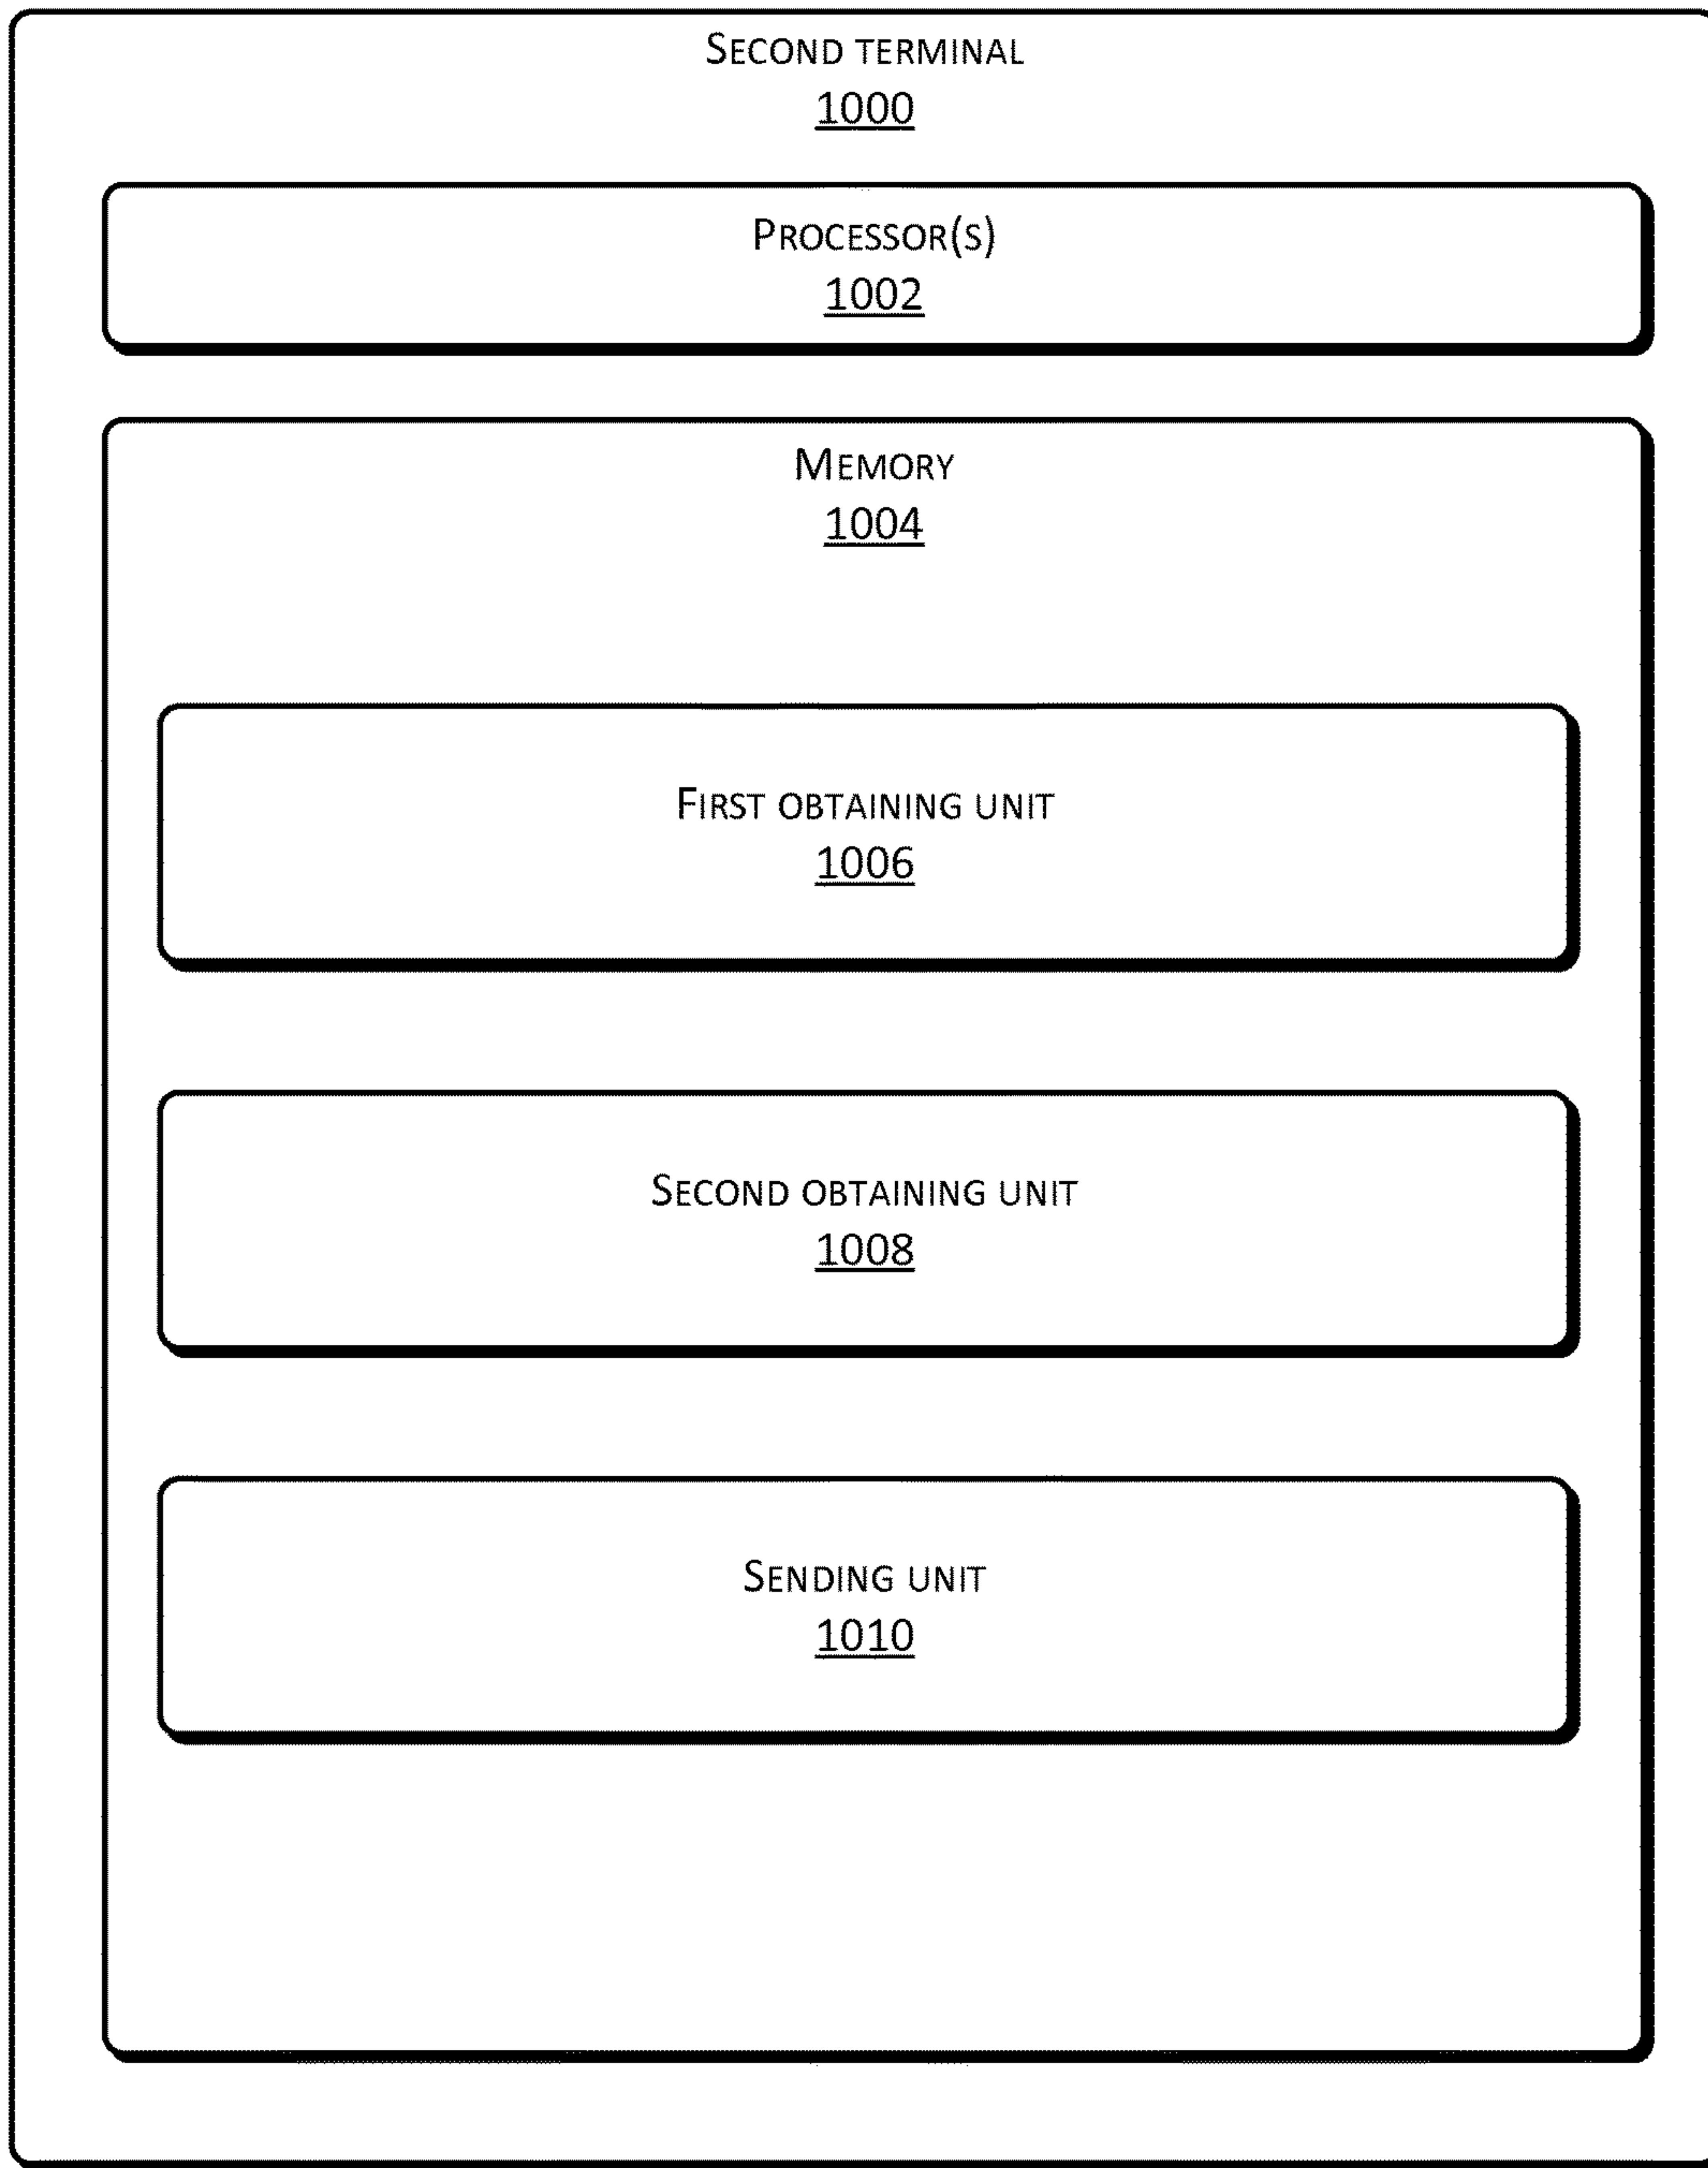 SECOND TERMINAL
1000
PROCESSOR(S)
1002
MEMORY
1004
FIRST OBTAINING UNIT
1006
SECOND OBTAINING UNIT
1008
SENDING UNIT
1010